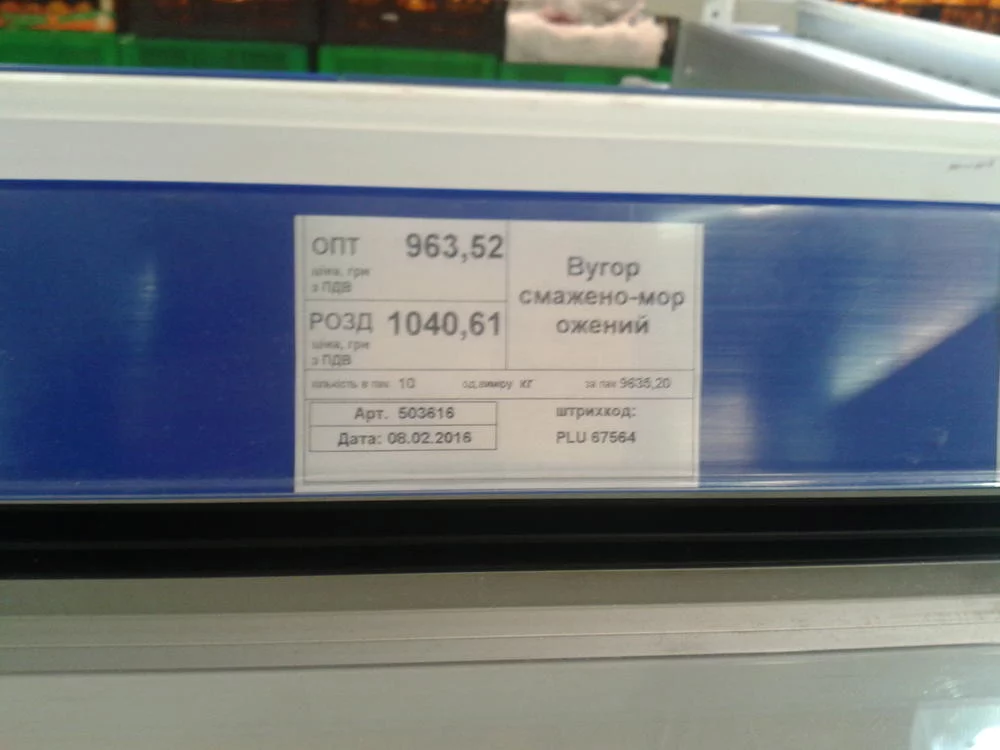 ОПТ 963,52
ціна, грн
з ПДВ
РОЗД 1040,61
ціна, грн
з ПДВ
Вугор
смажено-мор
ожений
кількість в пак 10 од.виміру кг за пак 9635,20
Арт. 503616
Дата: 08.02.2016
штрихкод:
PLU 67564